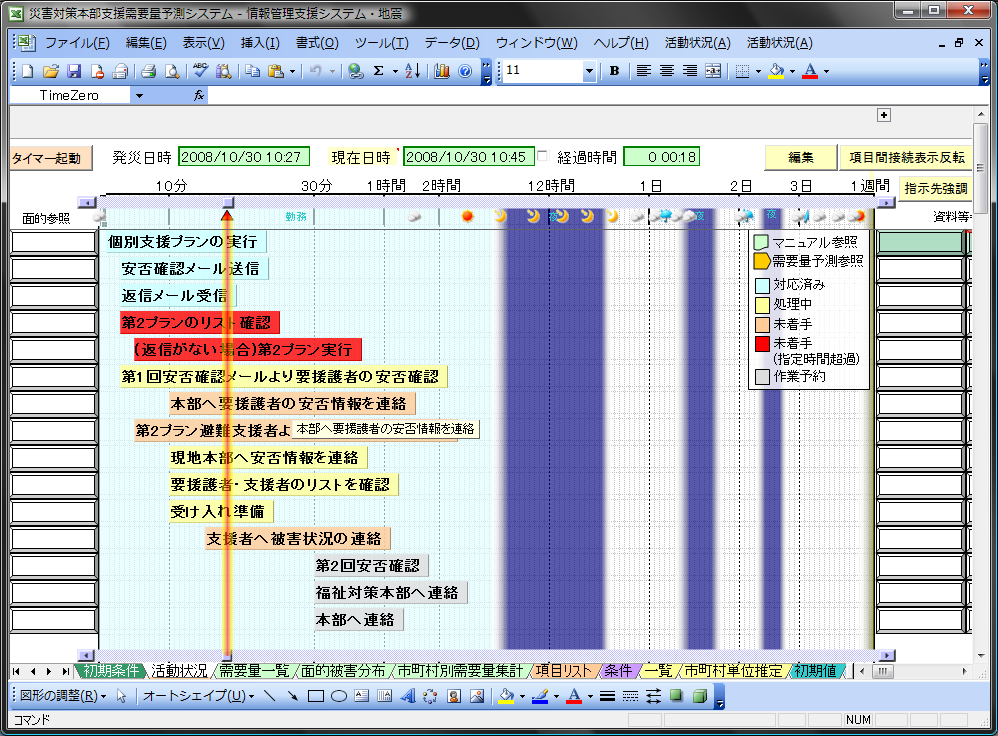 災害対策本部支援需要量予測システム - 情報管理支援システム・地震
ファイル(F) 編集(E) 表示(V) 挿入(I) 書式(O) ツール(T) データ(D) ウィンドウ(W) ヘルプ(H) 活動状況(A) 活動状況(A)
11 B A
TimeZero fx
タイマー起動 発災日時 2008/10/30 10:27 現在日時 2008/10/30 10:45 経過時間 0 00:18 編集 項目間接続表示反転
10分 30分 1時間 2時間 12時間 1日 2日 3日 1週間 指示先強調
面的参照 勤務 夜 夜 夜 資料等
個別支援プランの実行
安否確認メール送信
返信メール受信
第2プランのリスト確認
(返信がない場合)第2プラン実行
第1回安否確認メールより要援護者の安否確認
本部へ要援護者の安否情報を連絡
第2プラン避難支援者よ
本部へ要援護者の安否情報を連絡
現地本部へ安否情報を連絡
要援護者・支援者のリストを確認
受け入れ準備
支援者へ被害状況の連絡
第2回安否確認
福祉対策本部へ連絡
本部へ連絡
マニュアル参照
需要量予測参照
対応済み
処理中
未着手
未着手
(指定時間超過)
作業予約
初期条件 活動状況 需要量一覧 面的被害分布 市町村別需要量集計 項目リスト 条件 一覧 市町村単位推定 初期値
図形の調整(R) オートシェイプ(U) A
コマンド NUM